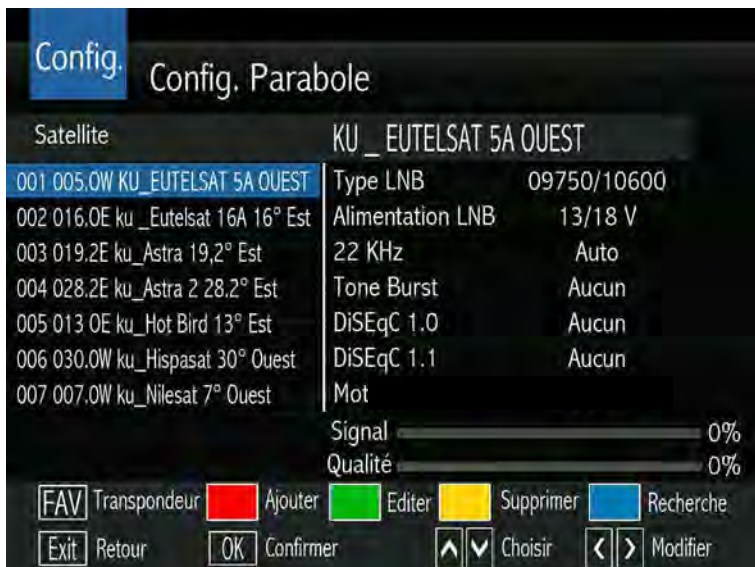 Config.
Config. Parabole
Satellite
KU _ EUTELSAT 5A OUEST
001 005.0W KU_EUTELSAT 5A OUEST
002 016.0E ku _Eutelsat 16A 16° Est
003 019.2E ku_Astra 19,2° Est
004 028.2E ku_Astra 2 28.2° Est
005 013 0E ku_Hot Bird 13° Est
006 030.0W ku_Hispasat 30° Ouest
007 007.0W ku_Nilesat 7° Ouest
Type LNB 09750/10600
Alimentation LNB 13/18 V
22 KHz Auto
Tone Burst Aucun
DiSEqC 1.0 Aucun
DiSEqC 1.1 Aucun
Mot
Signal 0%
Qualité 0%
FAV Transpondeur Ajouter Editer Supprimer Recherche
Exit Retour OK Confirmer Choisir Modifier